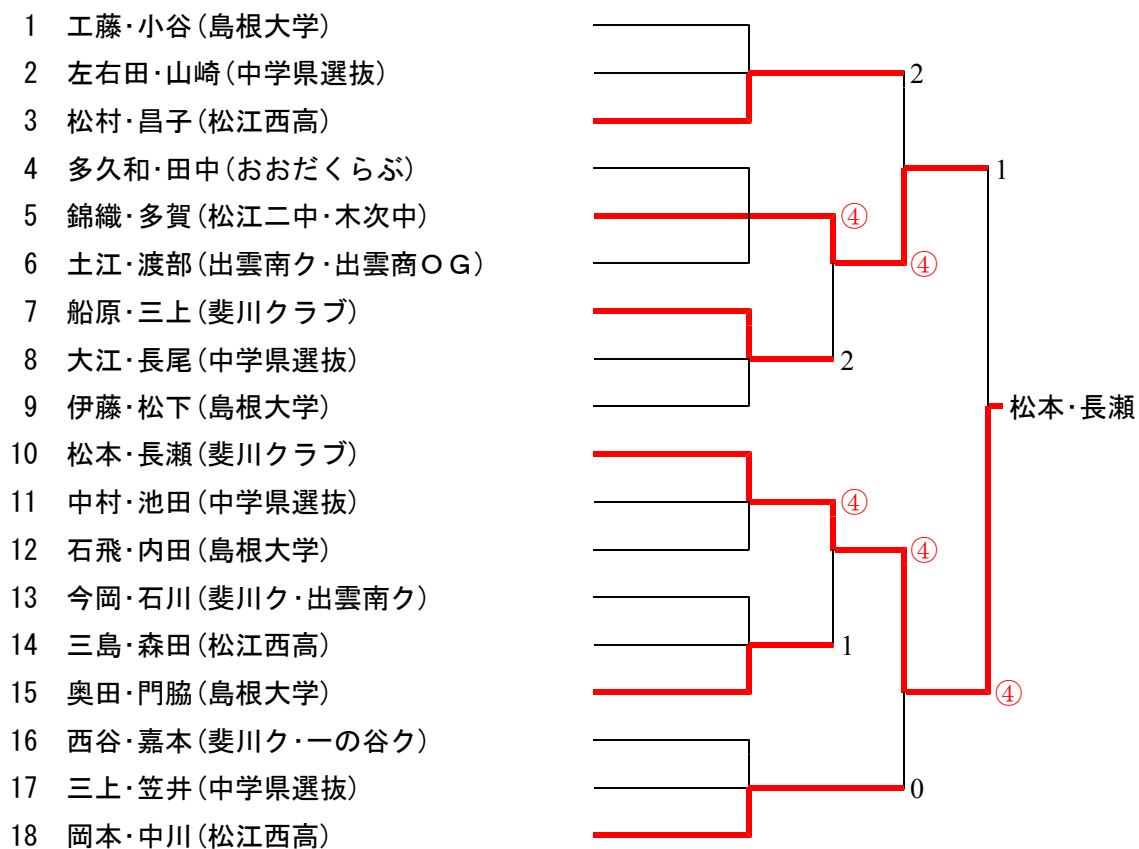 1 工藤・小谷(島根大学)
2 左右田・山崎(中学県選抜)
2
3 松村・昌子(松江西高)
4 多久和・田中(おおだくらぶ)
1
5 錦織・多賀(松江二中・木次中)
④
6 土江・渡部(出雲南ク・出雲商ＯＧ)
④
7 船原・三上(斐川クラブ)
8 大江・長尾(中学県選抜)
2
9 伊藤・松下(島根大学)
松本・長瀬
10 松本・長瀬(斐川クラブ)
11 中村・池田(中学県選抜)
④
12 石飛・内田(島根大学)
④
13 今岡・石川(斐川ク・出雲南ク)
14 三島・森田(松江西高)
1
15 奥田・門脇(島根大学)
④
16 西谷・嘉本(斐川ク・一の谷ク)
17 三上・笠井(中学県選抜)
0
18 岡本・中川(松江西高)